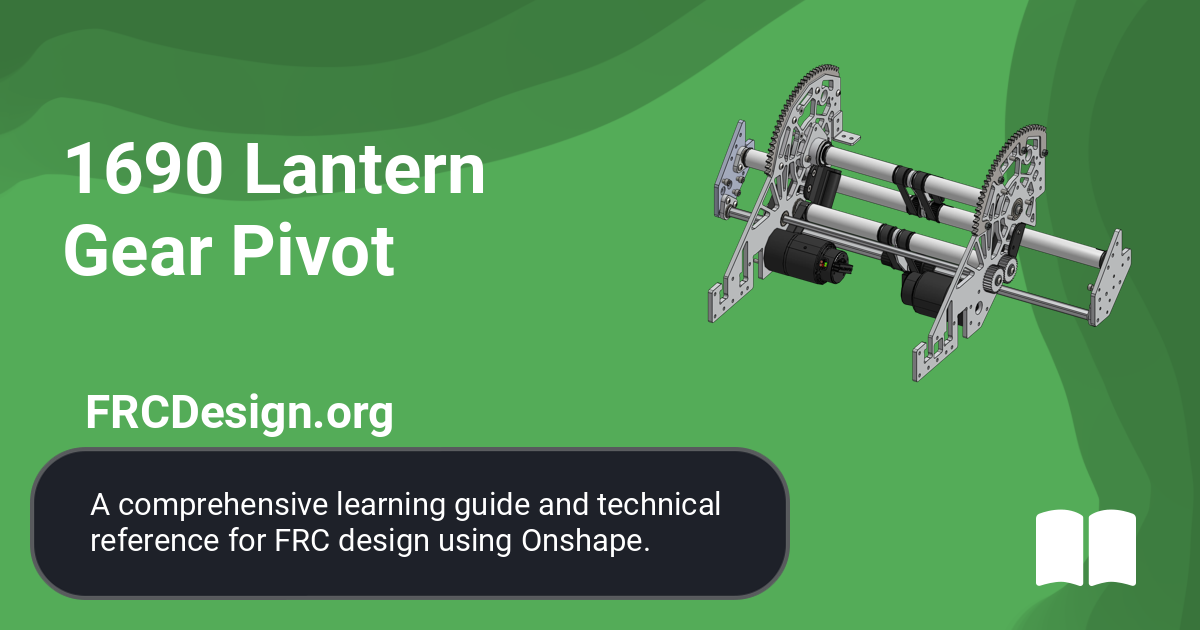 1690 Lantern
Gear Pivot
FRCDesign.org
A comprehensive learning guide and technical
reference for FRC design using Onshape.